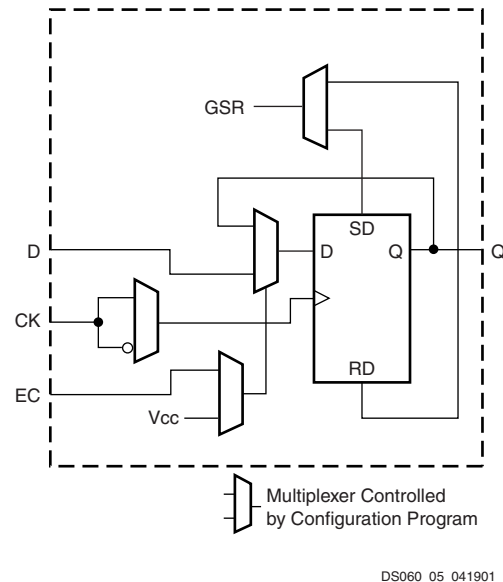 GSR
SD
D
D
Q
Q
CK
RD
EC
Vcc
Multiplexer Controlled
by Configuration Program
DS060_05_041901